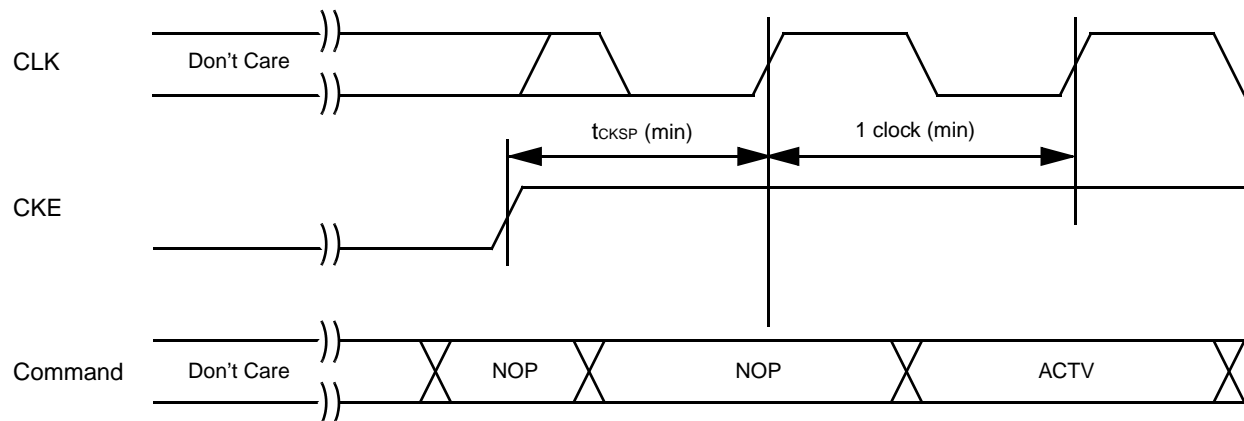 CLK
Don't Care
tCKSP (min)
1 clock (min)
CKE
Command
Don't Care
NOP
NOP
ACTV